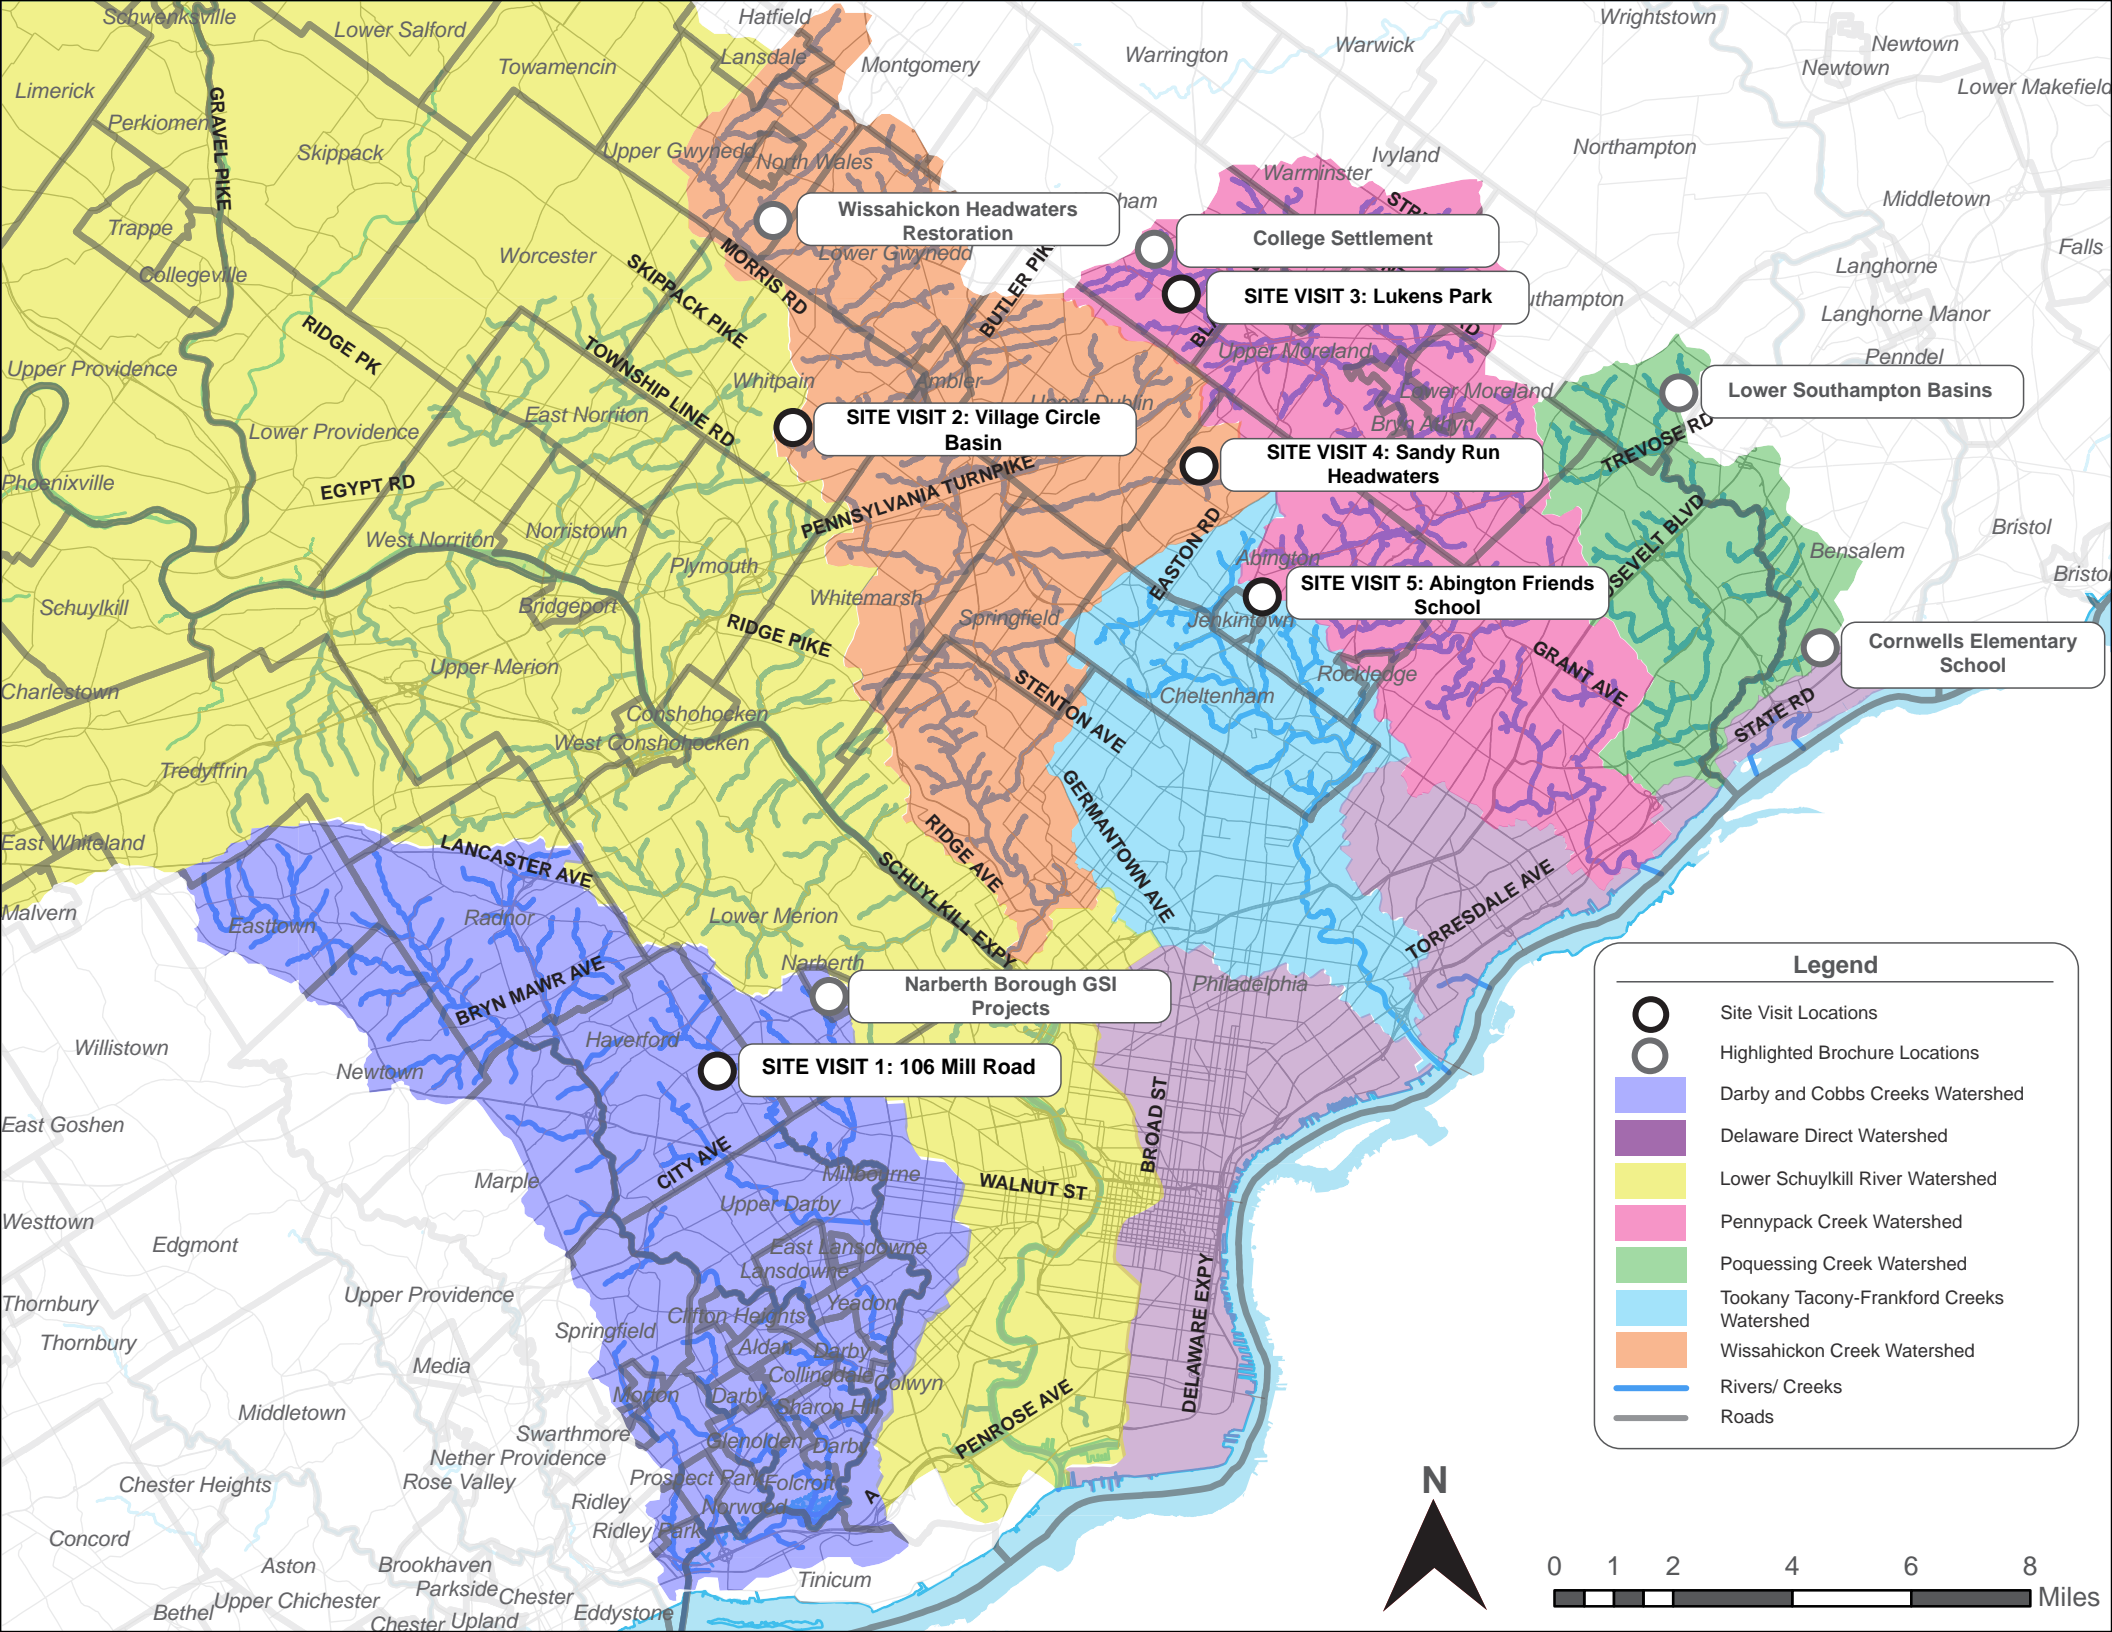 Schwenksville
Lower Salford
Hatfield
Wrightstown
Lansdale
Towamencin
Montgomery
Warrington
Warwick
Newtown
Newtown
Limerick
Lower Makefield
Perkiomen
GRAVEL PIKE
Skippack
Upper Gwynedd
North Wales
Ivyland
Northampton
Warminster
Middletown
Wissahickon Headwaters
Restoration
Trappe
College Settlement
Worcester
Lower Gwynedd
Falls
Collegeville
SKIPPACK PIKE
MORRIS RD
BUTLER PIK
Langhorne
SITE VISIT 3: Lukens Park
Langhorne Manor
RIDGE PK
TOWNSHIP LINE RD
Upper Moreland
Penndel
Upper Providence
Whitpain
Ambler
Upper Dublin
Lower Moreland
Lower Southampton Basins
East Norriton
SITE VISIT 2: Village Circle
Basin
Bryn Athyn
TREVOSE RD
Lower Providence
SITE VISIT 4: Sandy Run
Headwaters
Phoenixville
EGYPT RD
PENNSYLVANIA TURNPIKE
West Norriton
Norristown
EASTON RD
Bristol
Bensalem
Plymouth
Abington
SITE VISIT 5: Abington Friends
School
Schuylkill
Bridgeport
Whitemarsh
Springfield
Jenkintown
RIDGE PIKE
Cornwells Elementary
School
Upper Merion
Rockledge
GRANT AVE
Charlestown
STENTON AVE
Cheltenham
Conshohocken
West Conshohocken
STATE RD
Tredyffrin
GERMANTOWN AVE
East Whiteland
LANCASTER AVE
RIDGE AVE
SCHUYLKILL EXPY
TORRESDALE AVE
Malvern
Easttown
Radnor
Lower Merion
BRYN MAWR AVE
Narberth
Philadelphia
Narberth Borough GSI
Projects
Willistown
Haverford
Newtown
SITE VISIT 1: 106 Mill Road
East Goshen
BROAD ST
CITY AVE
Marple
Millbourne
WALNUT ST
Upper Darby
Westtown
Edgmont
East Lansdowne
Lansdowne
Upper Providence
Thornbury
Yeadon
Clifton Heights
DELAWARE EXPY
Thornbury
Springfield
Aldan
Darby
Media
Collingdale
olwyn
Morton
Darby
Sharon Hill
Middletown
PENROSE AVE
Swarthmore
Glenolden
Darby
Nether Providence
Rose Valley
Prospect Park
Folcroft
Chester Heights
Ridley
Norwood
Ridley Park
Concord
Aston
Brookhaven
Tinicum
Parkside
Upper Chichester
Chester
Bethel
Eddystone
Chester
Upland
Legend
Site Visit Locations
Highlighted Brochure Locations
Darby and Cobbs Creeks Watershed
Delaware Direct Watershed
Lower Schuylkill River Watershed
Pennypack Creek Watershed
Poquessing Creek Watershed
Tookany Tacony-Frankford Creeks
Watershed
Wissahickon Creek Watershed
Rivers/ Creeks
Roads
N
0 1 2 4 6 8
Miles